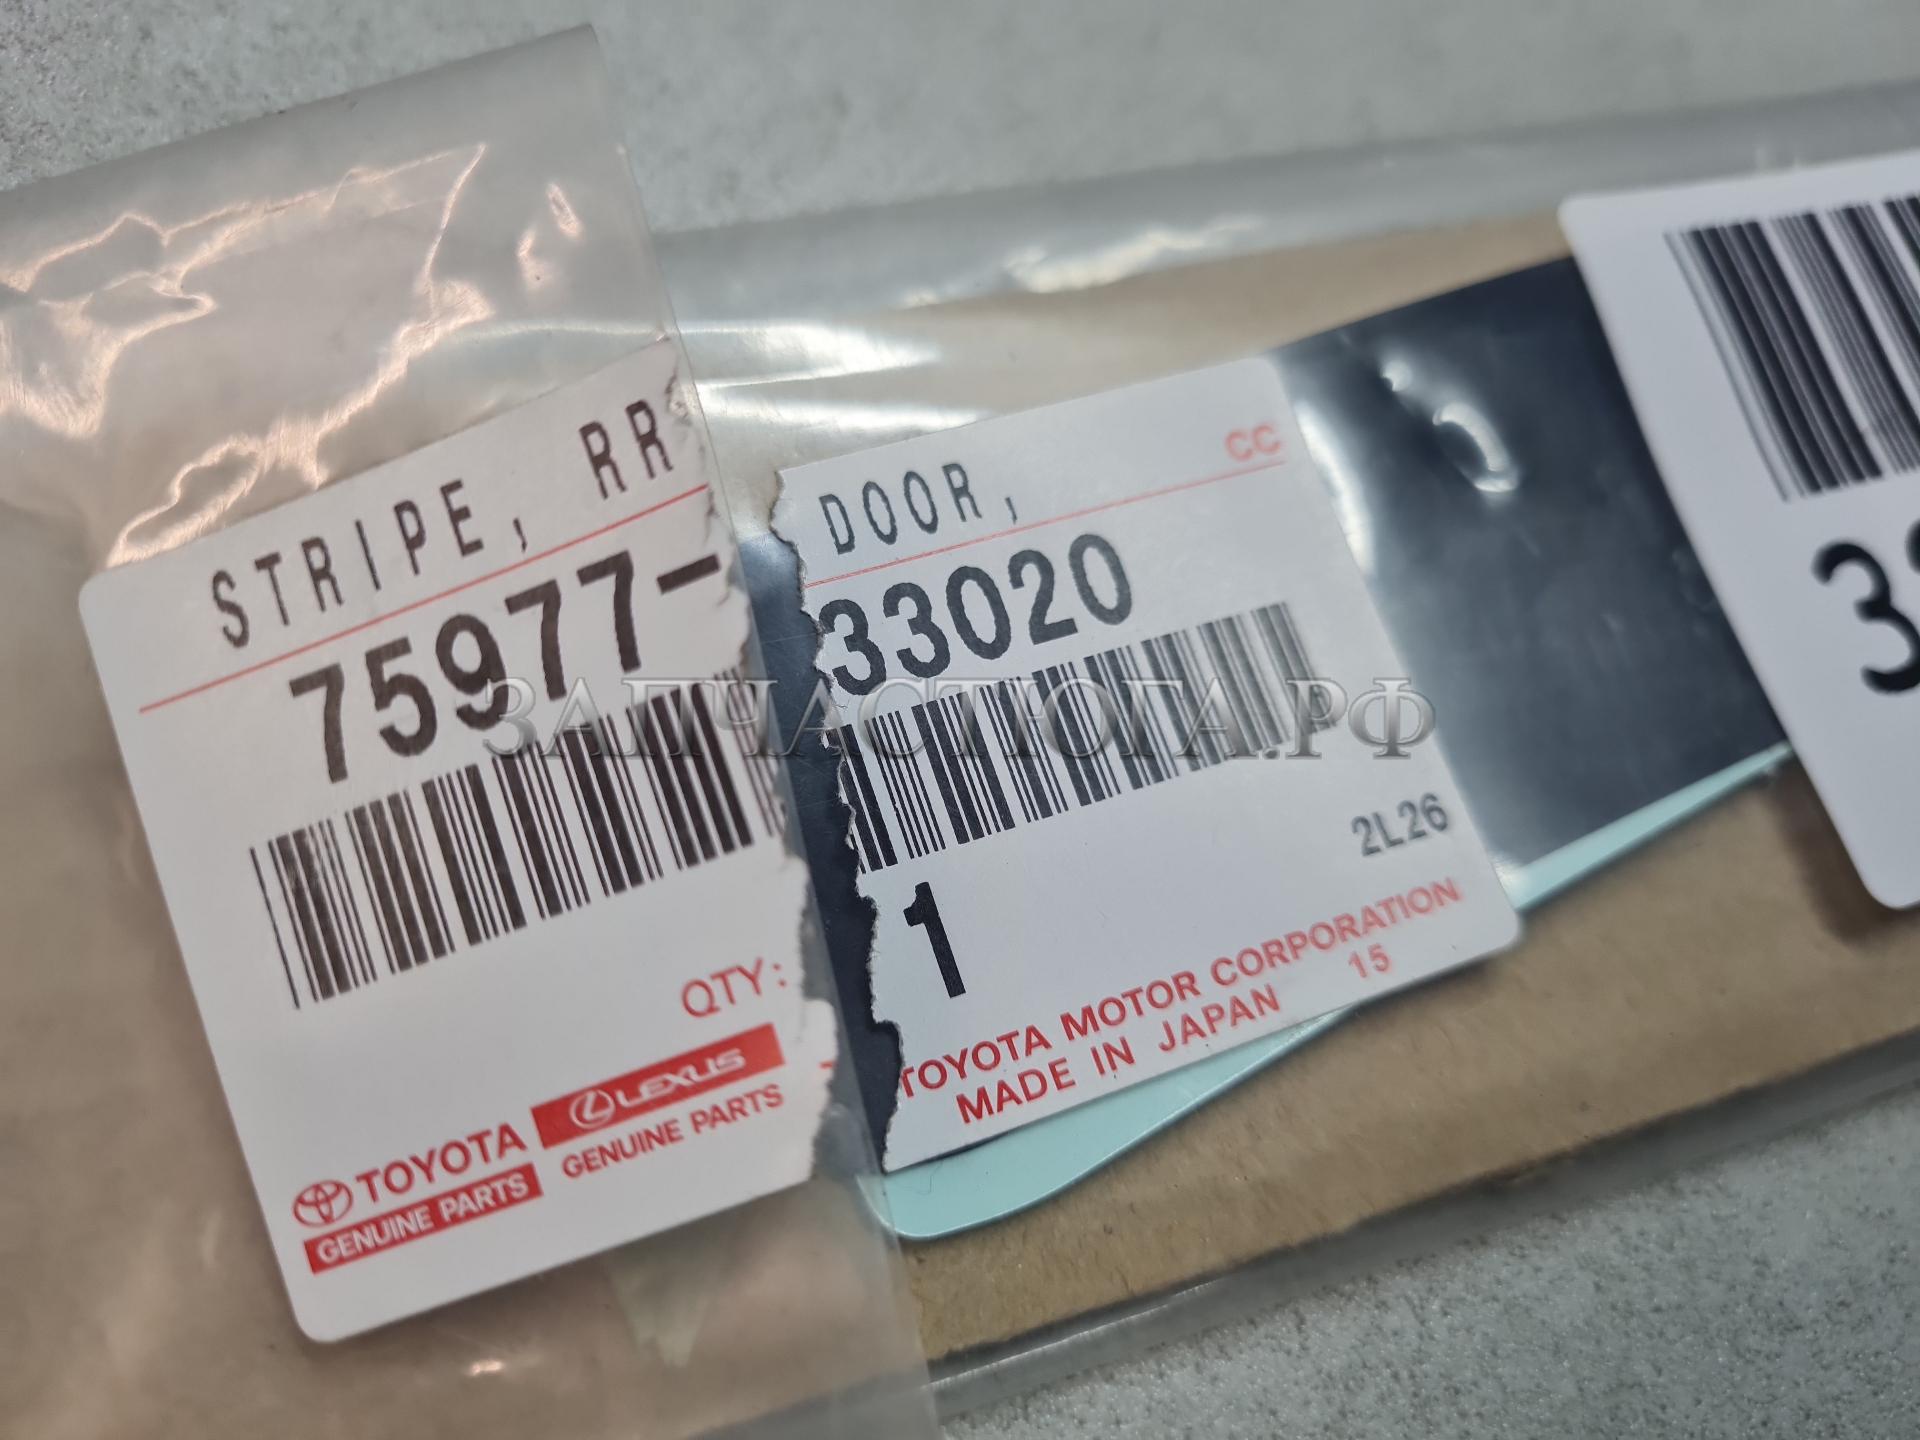 STRIPE, RR DOOR,
CC
75977-33020
ЗАПЧАСТЮГА.РФ
2L26
QTY: 1
TOYOTA
GENUINE PARTS
LEXUS
GENUINE PARTS
TOYOTA MOTOR CORPORATION
MADE IN JAPAN 15